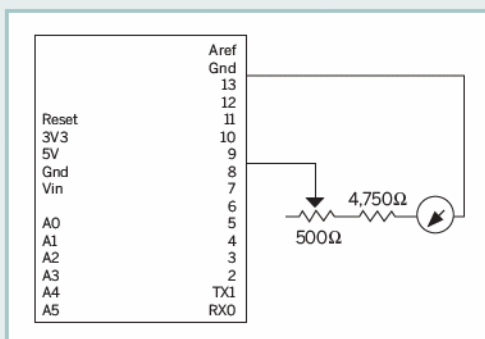 Aref
Gnd
13
12
Reset 11
3V3 10
5V 9
Gnd 8
Vin 7
6
A0 5
A1 4
A2 3
A3 2
A4 TX1
A5 RX0
4,750Ω
500Ω